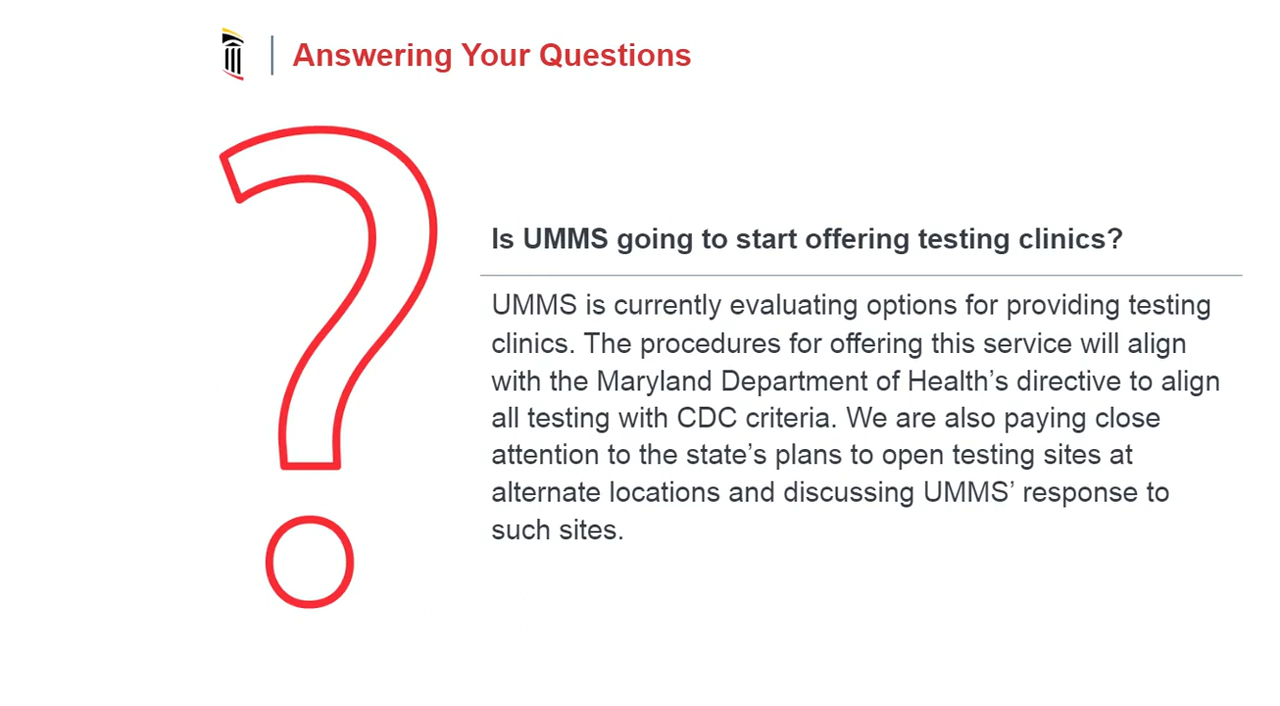 Answering Your Questions
Is UMMS going to start offering testing clinics?
UMMS is currently evaluating options for providing testing
clinics. The procedures for offering this service will align
with the Maryland Department of Health’s directive to align
all testing with CDC criteria. We are also paying close
attention to the state’s plans to open testing sites at
alternate locations and discussing UMMS’ response to
such sites.